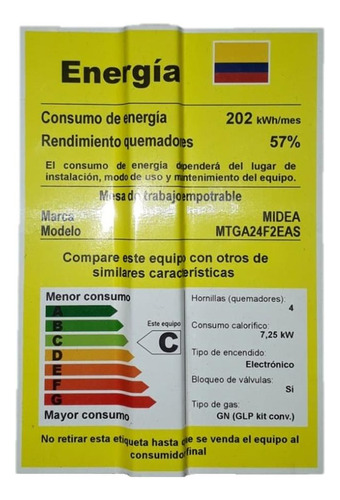 Energía
Consumo de energía 202 kWh/mes
Rendimiento quemadores 57%
El consumo de energía dependerá del lugar de
instalación, modo de uso y mantenimiento del equipo.
Mesa de trabajo empotrable
Marca MIDEA
Modelo MTGA24F2EAS
Compare este equipo con otros de
similares características
Menor consumo
A
B
C
D
E
F
G
Mayor consumo
Este equipo
C
Hornillas (quemadores):
4
Consumo calorífico:
7,25 kW
Tipo de encendido
Electrónico
Bloqueo de válvulas:
Si
Tipo de gas:
GN (GLP kit conv.)
No retirar esta etiqueta hasta que se venda el equipo al
consumidor final